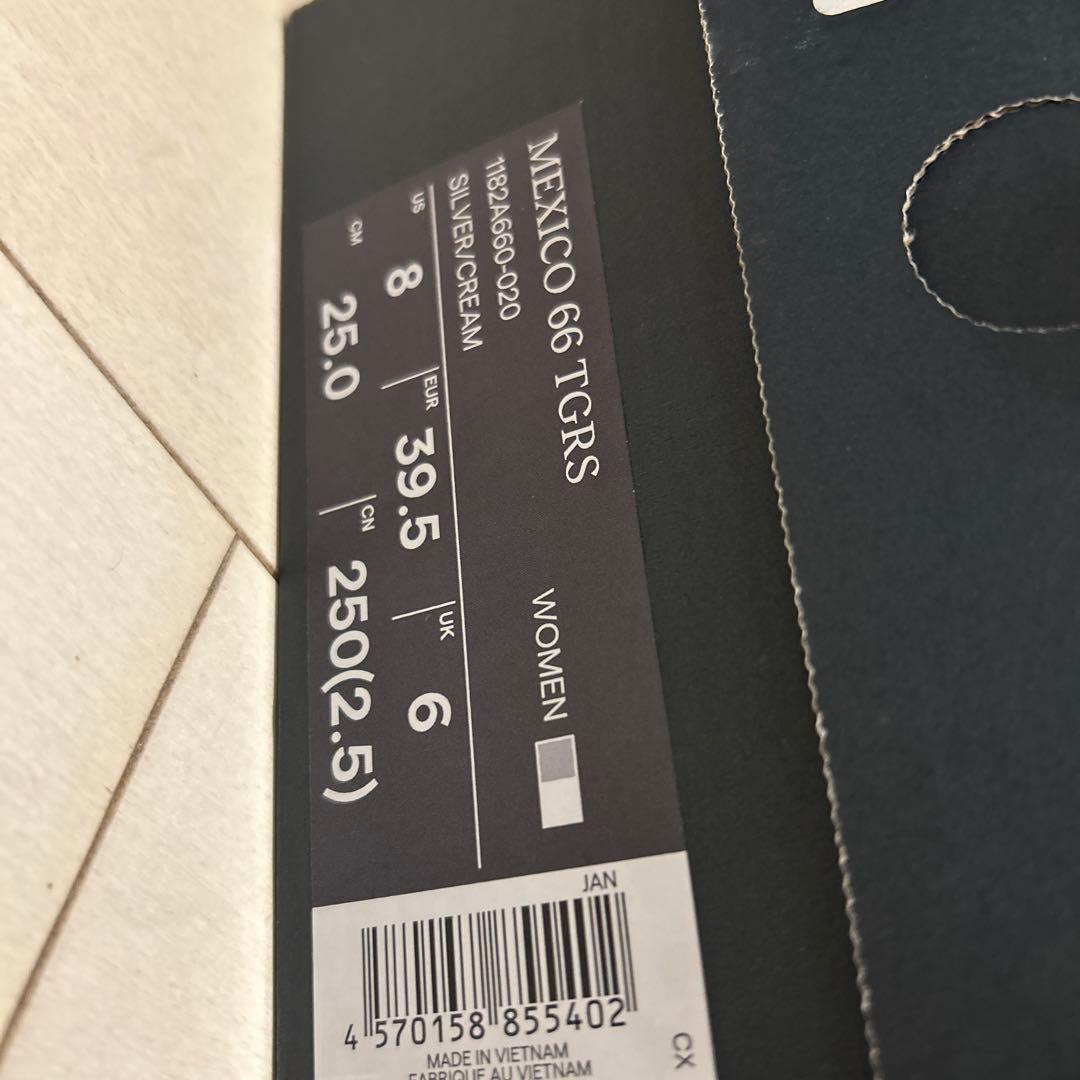 MEXICO 66 TGRS WOMEN
1182A660-020
SILVER/CREAM
US 8 EUR 39.5 UK 6
CM 25.0 CN 250(2.5)
JAN
4 570158 855402
MADE IN VIETNAM
FABRIQUE AU VIETNAM
CX